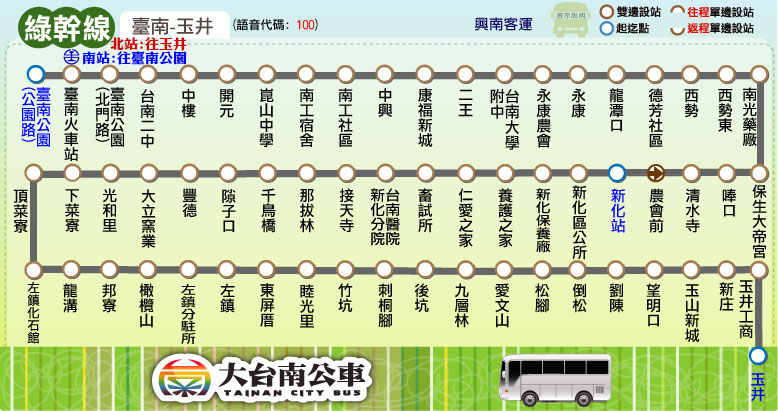 綠幹線
臺南-玉井
(語音代碼: 100)
興南客運
圖示說明
雙邊設站
往程單邊設站
起迄點
返程單邊設站
北站:往玉井
南站:往臺南公園
臺南公園(公園路)
臺南火車站
臺南公園(北門路)
台南二中
中樓
開元
崑山中學
南工宿舍
南工社區
中興
康福新城
二王
台南大學附中
永康農會
永康
龍潭口
德芳社區
西勢
西勢東
南光藥廠
保生大帝宮
唪口
清水寺
農會前
新化站
新化區公所
新化保養廠
養護之家
仁愛之家
畜試所
台南醫院新化分院
接天寺
那拔林
千鳥橋
隙子口
豐德
大立窯業
光和里
下菜寮
頂菜寮
左鎮化石館
龍溝
邦寮
橄欖山
左鎮分駐所
左鎮
東屏厝
睦光里
竹坑
刺桐腳
後坑
九層林
愛文山
松腳
倒松
劉陳
望明口
玉山新城
新庄
玉井工商
玉井
大台南公車
TAINAN CITY BUS